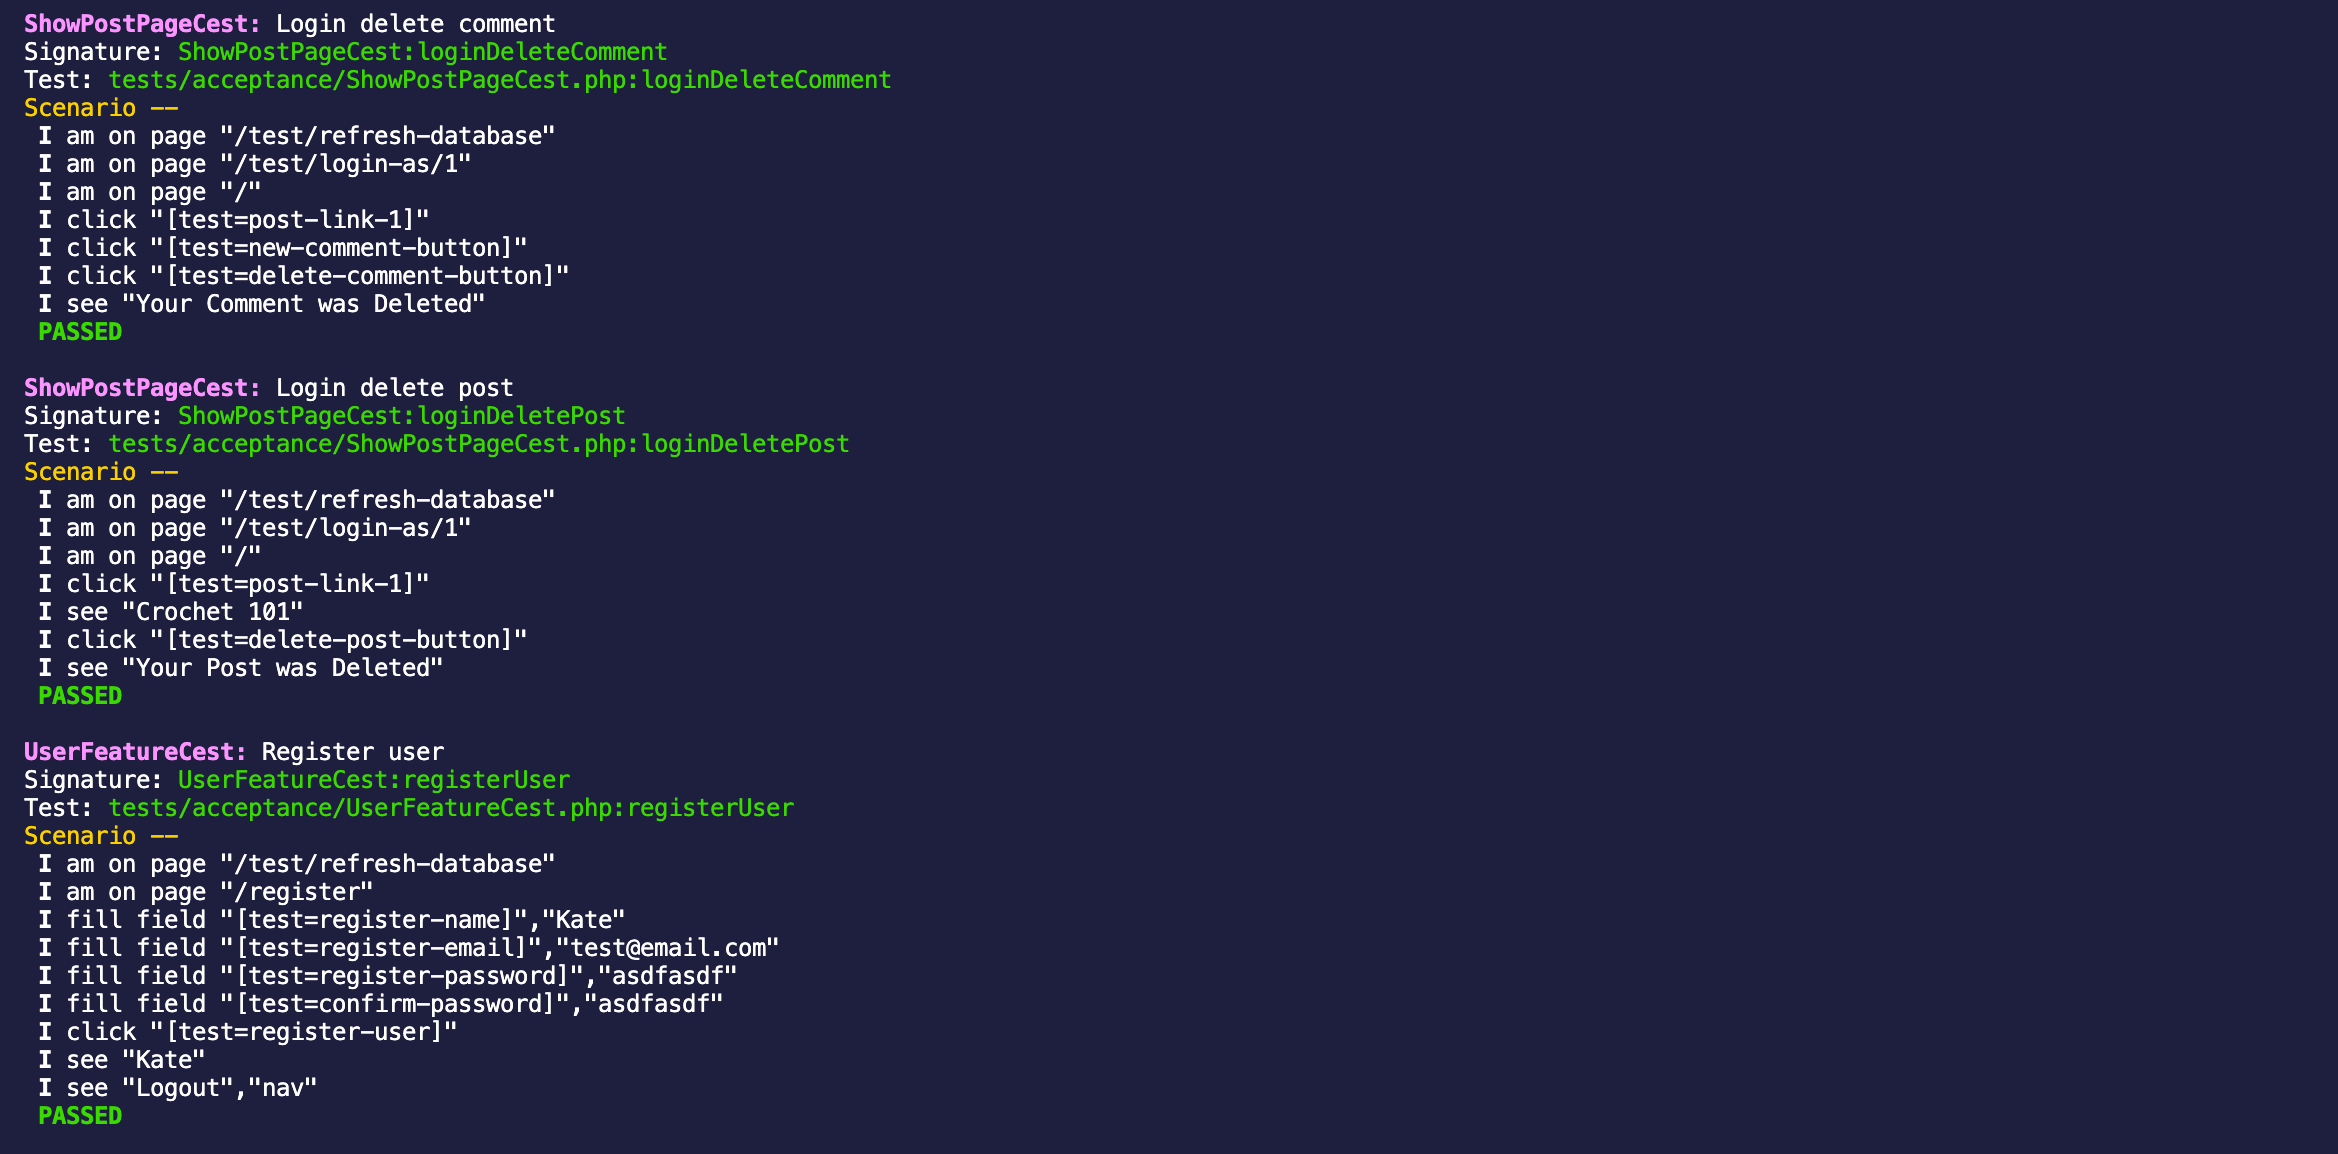 ShowPostPageCest: Login delete comment
Signature: ShowPostPageCest:loginDeleteComment
Test: tests/acceptance/ShowPostPageCest.php:loginDeleteComment
Scenario --
I am on page "/test/refresh-database"
I am on page "/test/login-as/1"
I am on page "/"
I click "[test=post-link-1]"
I click "[test=new-comment-button]"
I click "[test=delete-comment-button]"
I see "Your Comment was Deleted"
PASSED
ShowPostPageCest: Login delete post
Signature: ShowPostPageCest:loginDeletePost
Test: tests/acceptance/ShowPostPageCest.php:loginDeletePost
Scenario --
I am on page "/test/refresh-database"
I am on page "/test/login-as/1"
I am on page "/"
I click "[test=post-link-1]"
I see "Crochet 101"
I click "[test=delete-post-button]"
I see "Your Post was Deleted"
PASSED
UserFeatureCest: Register user
Signature: UserFeatureCest:registerUser
Test: tests/acceptance/UserFeatureCest.php:registerUser
Scenario --
I am on page "/test/refresh-database"
I am on page "/register"
I fill field "[test=register-name]","Kate"
I fill field "[test=register-email]","test@email.com"
I fill field "[test=register-password]","asdfasdf"
I fill field "[test=confirm-password]","asdfasdf"
I click "[test=register-user]"
I see "Kate"
I see "Logout","nav"
PASSED